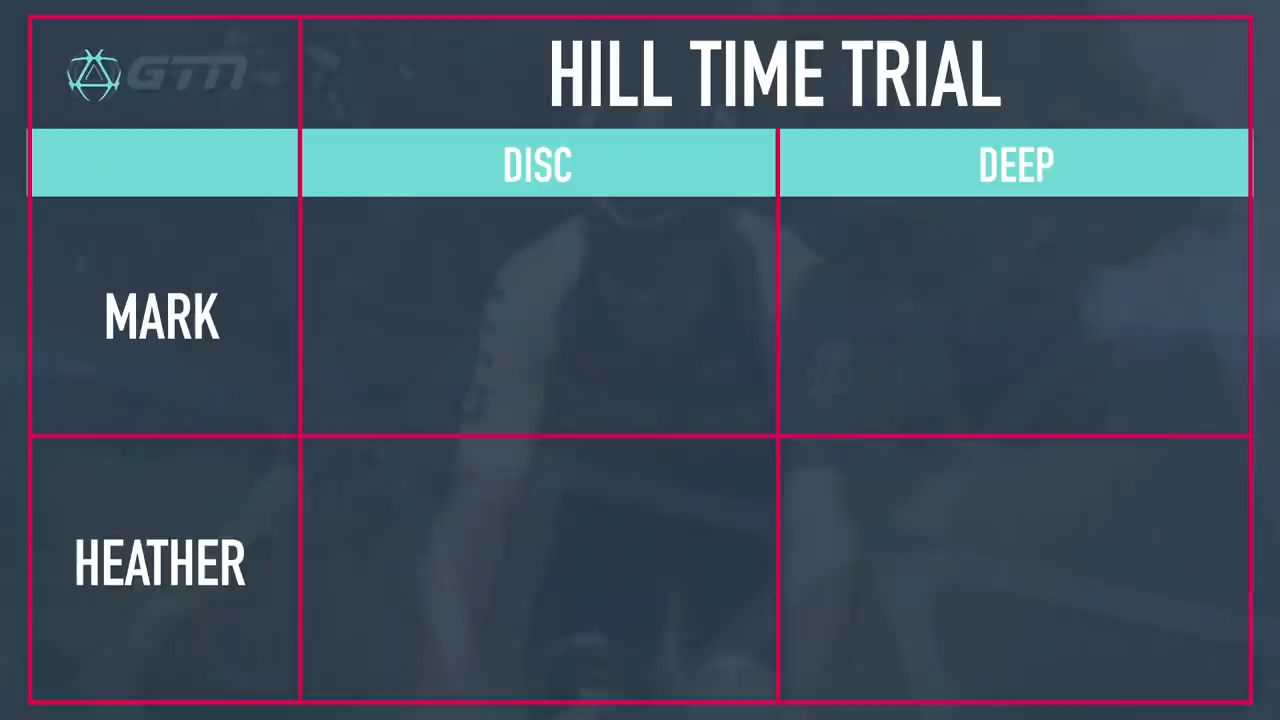 GTN
HILL TIME TRIAL
DISC
DEEP
MARK
HEATHER